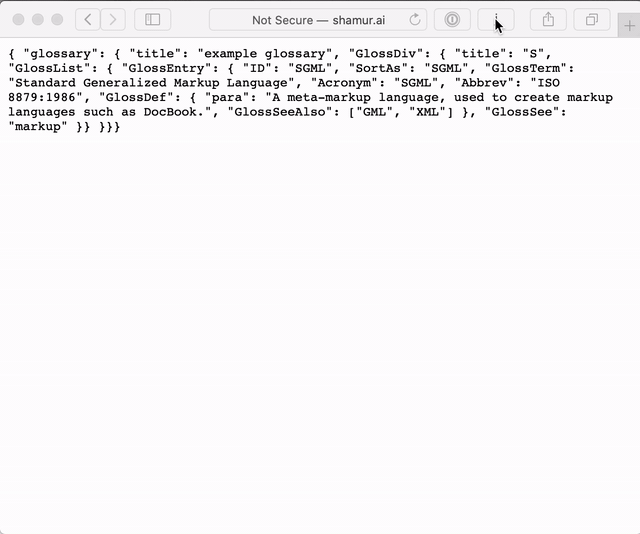 Not Secure — shamur.ai
{ "glossary": { "title": "example glossary", "GlossDiv": { "title": "S",
"GlossList": { "GlossEntry": { "ID": "SGML", "SortAs": "SGML", "GlossTerm":
"Standard Generalized Markup Language", "Acronym": "SGML", "Abbrev": "ISO
8879:1986", "GlossDef": { "para": "A meta-markup language, used to create markup
languages such as DocBook.", "GlossSeeAlso": ["GML", "XML"] }, "GlossSee":
"markup" }} }}}